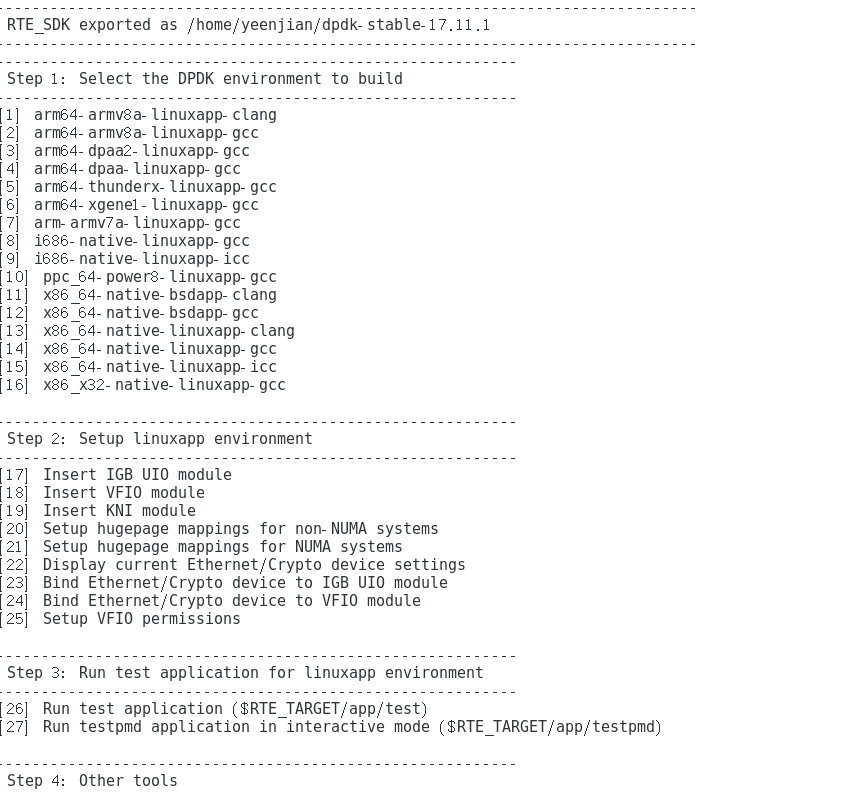 ------------------------------------------------------------------------------
RTE_SDK exported as /home/yeenjian/dpdk-stable-17.11.1
------------------------------------------------------------------------------
----------------------------------------------------------
Step 1: Select the DPDK environment to build
----------------------------------------------------------
[1] arm64-armv8a-linuxapp-clang
[2] arm64-armv8a-linuxapp-gcc
[3] arm64-dpaa2-linuxapp-gcc
[4] arm64-dpaa-linuxapp-gcc
[5] arm64-thunderx-linuxapp-gcc
[6] arm64-xgene1-linuxapp-gcc
[7] arm-armv7a-linuxapp-gcc
[8] i686-native-linuxapp-gcc
[9] i686-native-linuxapp-icc
[10] ppc_64-power8-linuxapp-gcc
[11] x86_64-native-bsdapp-clang
[12] x86_64-native-bsdapp-gcc
[13] x86_64-native-linuxapp-clang
[14] x86_64-native-linuxapp-gcc
[15] x86_64-native-linuxapp-icc
[16] x86_x32-native-linuxapp-gcc
----------------------------------------------------------
Step 2: Setup linuxapp environment
----------------------------------------------------------
[17] Insert IGB UIO module
[18] Insert VFIO module
[19] Insert KNI module
[20] Setup hugepage mappings for non-NUMA systems
[21] Setup hugepage mappings for NUMA systems
[22] Display current Ethernet/Crypto device settings
[23] Bind Ethernet/Crypto device to IGB UIO module
[24] Bind Ethernet/Crypto device to VFIO module
[25] Setup VFIO permissions
----------------------------------------------------------
Step 3: Run test application for linuxapp environment
----------------------------------------------------------
[26] Run test application ($RTE_TARGET/app/test)
[27] Run testpmd application in interactive mode ($RTE_TARGET/app/testpmd)
----------------------------------------------------------
Step 4: Other tools